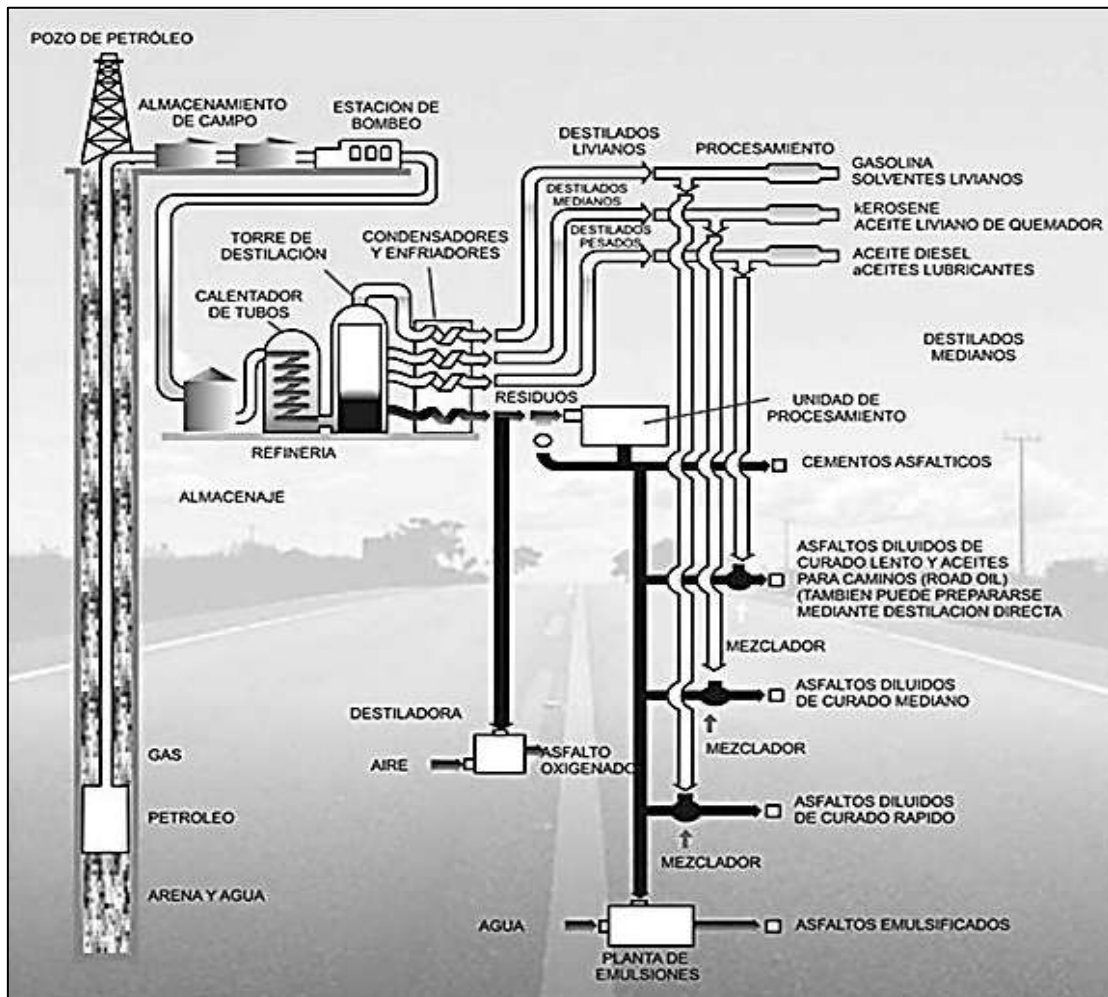 POZO DE PETRÓLEO
ALMACENAMIENTO
DE CAMPO
ESTACION DE
BOMBEO
DESTILADOS
LIVIANOS
PROCESAMIENTO
GASOLINA
SOLVENTES LIVIANOS
DESTILADOS
MEDIANOS
kEROSENE
ACEITE LIVIANO DE QUEMADOR
DESTILADOS
PESADOS
ACEITE DIESEL
aCEITES LUBRICANTES
TORRE DE
DESTILACIÓN
CONDENSADORES
Y ENFRIADORES
CALENTADOR
DE TUBOS
DESTILADOS
MEDIANOS
RESIDUOS
UNIDAD DE
PROCESAMIENTO
REFINERIA
CEMENTOS ASFALTICOS
ALMACENAJE
ASFALTOS DILUIDOS DE
CURADO LENTO Y ACEITES
PARA CAMINOS (ROAD OIL)
(TAMBIEN PUEDE PREPARARSE
MEDIANTE DESTILACION DIRECTA
MEZCLADOR
ASFALTOS DILUIDOS
DE CURADO MEDIANO
DESTILADORA
MEZCLADOR
GAS
AIRE
ASFALTO
OXIGENADO
PETROLEO
ASFALTOS DILUIDOS
DE CURADO RAPIDO
MEZCLADOR
ARENA Y AGUA
AGUA
ASFALTOS EMULSIFICADOS
PLANTA DE
EMULSIONES